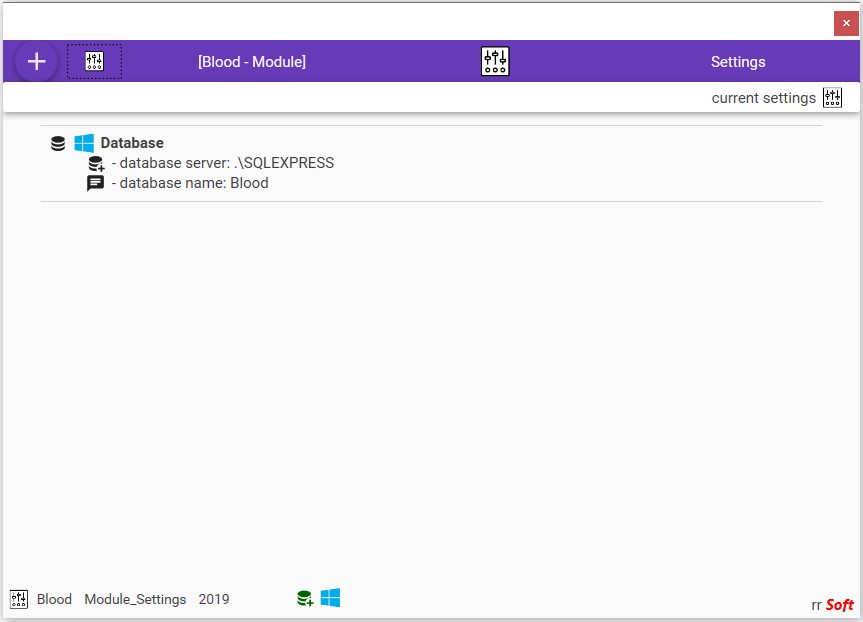 [Blood - Module] Settings
current settings
Database
- database server: .\SQLEXPRESS
- database name: Blood
Blood Module_Settings 2019
rr Soft